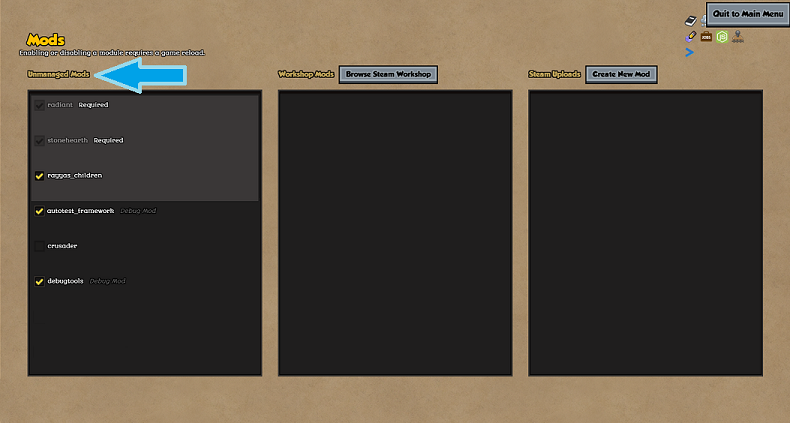 Quit to Main Menu
Mods
Enabling or disabling a module requires a game reload.
Unmanaged Mods
Workshop Mods Browse Steam Workshop
Steam Uploads Create New Mod
radiant Required
stonehearth Required
rayyas_children
autotest_framework Debug Mod
crusader
debugtools Debug Mod